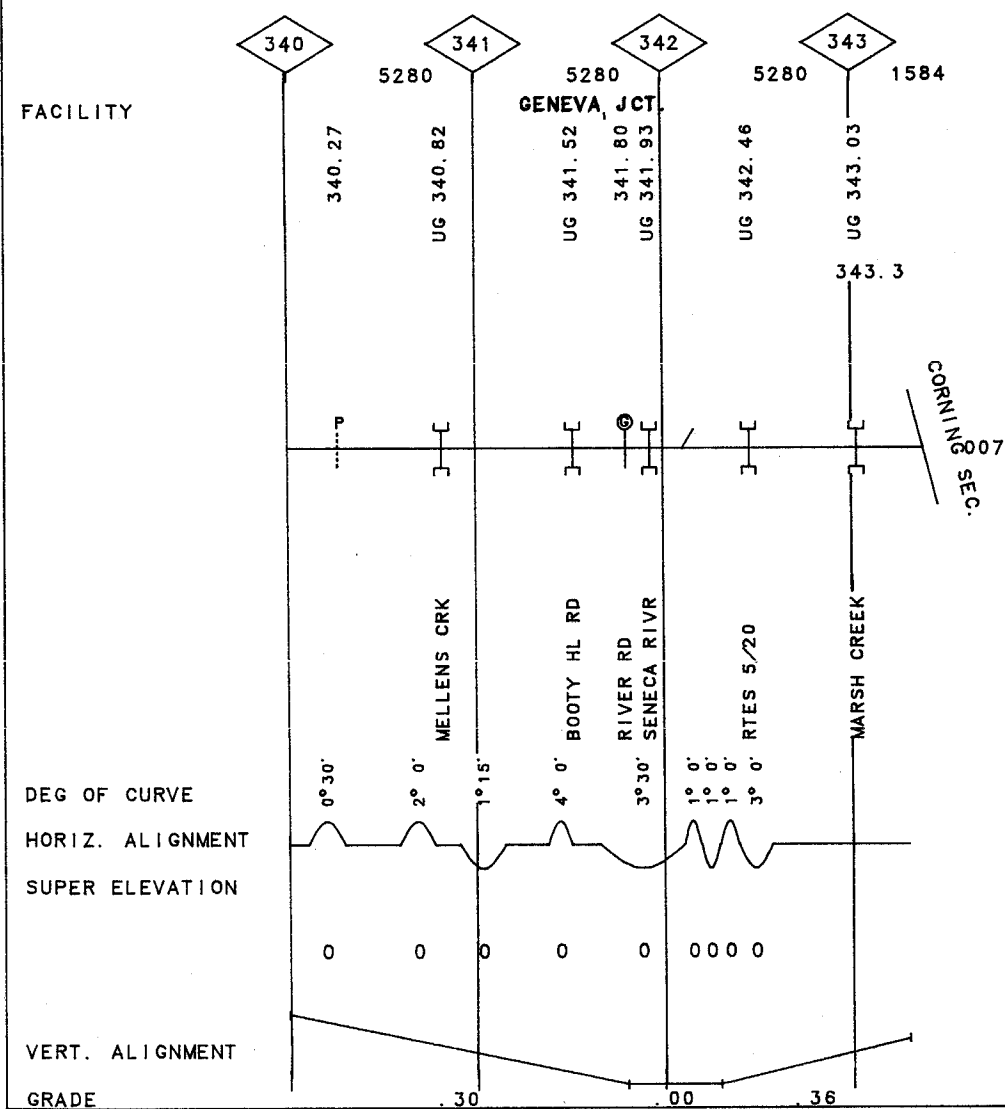 340 341 342 343
5280 5280 5280 1584
FACILITY
GENEVA, JCT.
340.27
UG 340.82
UG 341.52
341.80
UG 341.93
UG 342.46
UG 343.03
343.3
P
G
CORNING SEC.
007
MELLENS CRK
BOOTY HL RD
RIVER RD
SENECA RIVR
RTES 5/20
MARSH CREEK
DEG OF CURVE
0°30' 2° 0' 1°15' 4° 0' 3°30' 1° 0' 1° 0' 1° 0' 3° 0'
HORIZ. ALIGNMENT
SUPER ELEVATION
0 0 0 0 0 0 0 0 0
VERT. ALIGNMENT
GRADE .30 .00 .36